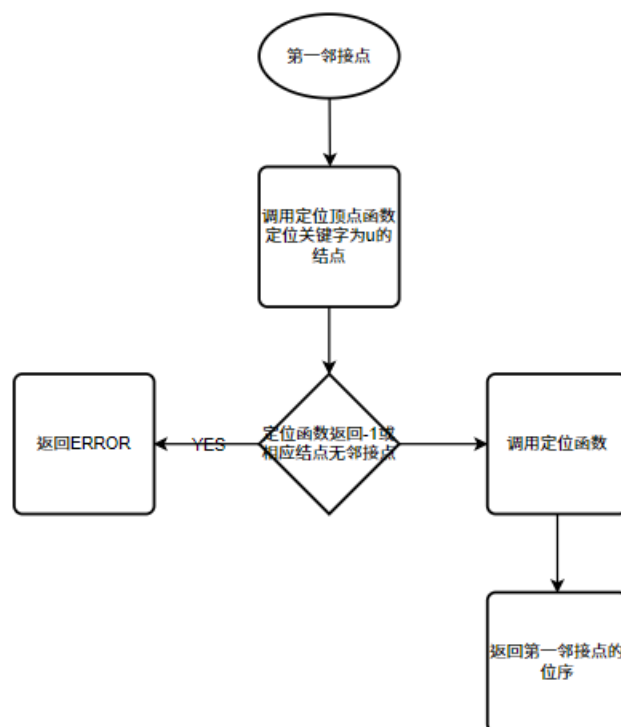 第一邻接点
调用定位顶点函数
定位关键字为u的
结点
定位函数返回-1或
相应结点无邻接点
YES
返回ERROR
调用定位函数
返回第一邻接点的
位序